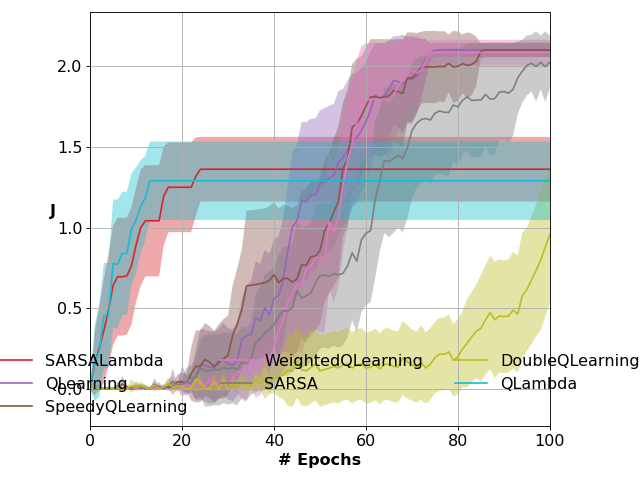 2.0
1.5
J
1.0
0.5
0.0
SARSALambda WeightedQLearning DoubleQLearning
QLearning SARSA QLambda
SpeedyQLearning
0 20 40 60 80 100
# Epochs